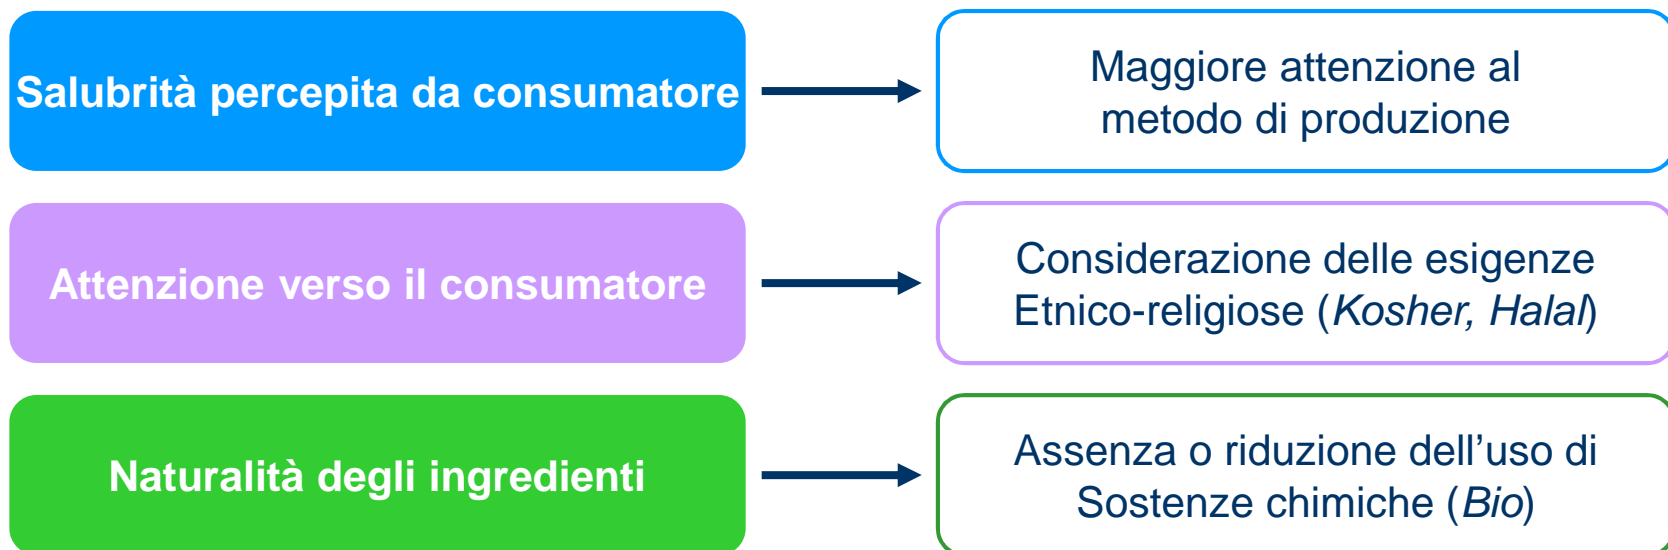 Salubrità percepita da consumatore
Maggiore attenzione al
metodo di produzione
Attenzione verso il consumatore
Considerazione delle esigenze
Etnico-religiose (Kosher, Halal)
Naturalità degli ingredienti
Assenza o riduzione dell’uso di
Sostenze chimiche (Bio)